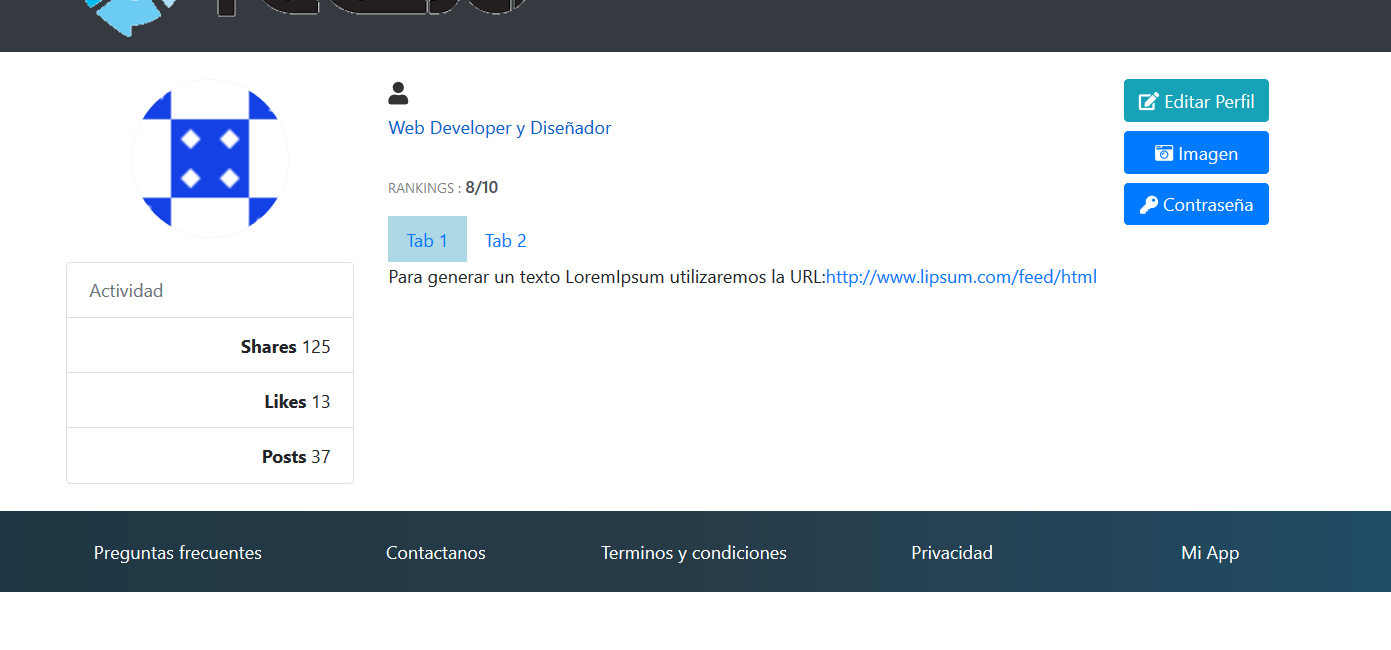 Web Developer y Diseñador
RANKINGS : 8/10
Tab 1 Tab 2
Para generar un texto LoremIpsum utilizaremos la URL:http://www.lipsum.com/feed/html
Editar Perfil
Imagen
Contraseña
Actividad
Shares 125
Likes 13
Posts 37
Preguntas frecuentes Contactanos Terminos y condiciones Privacidad Mi App